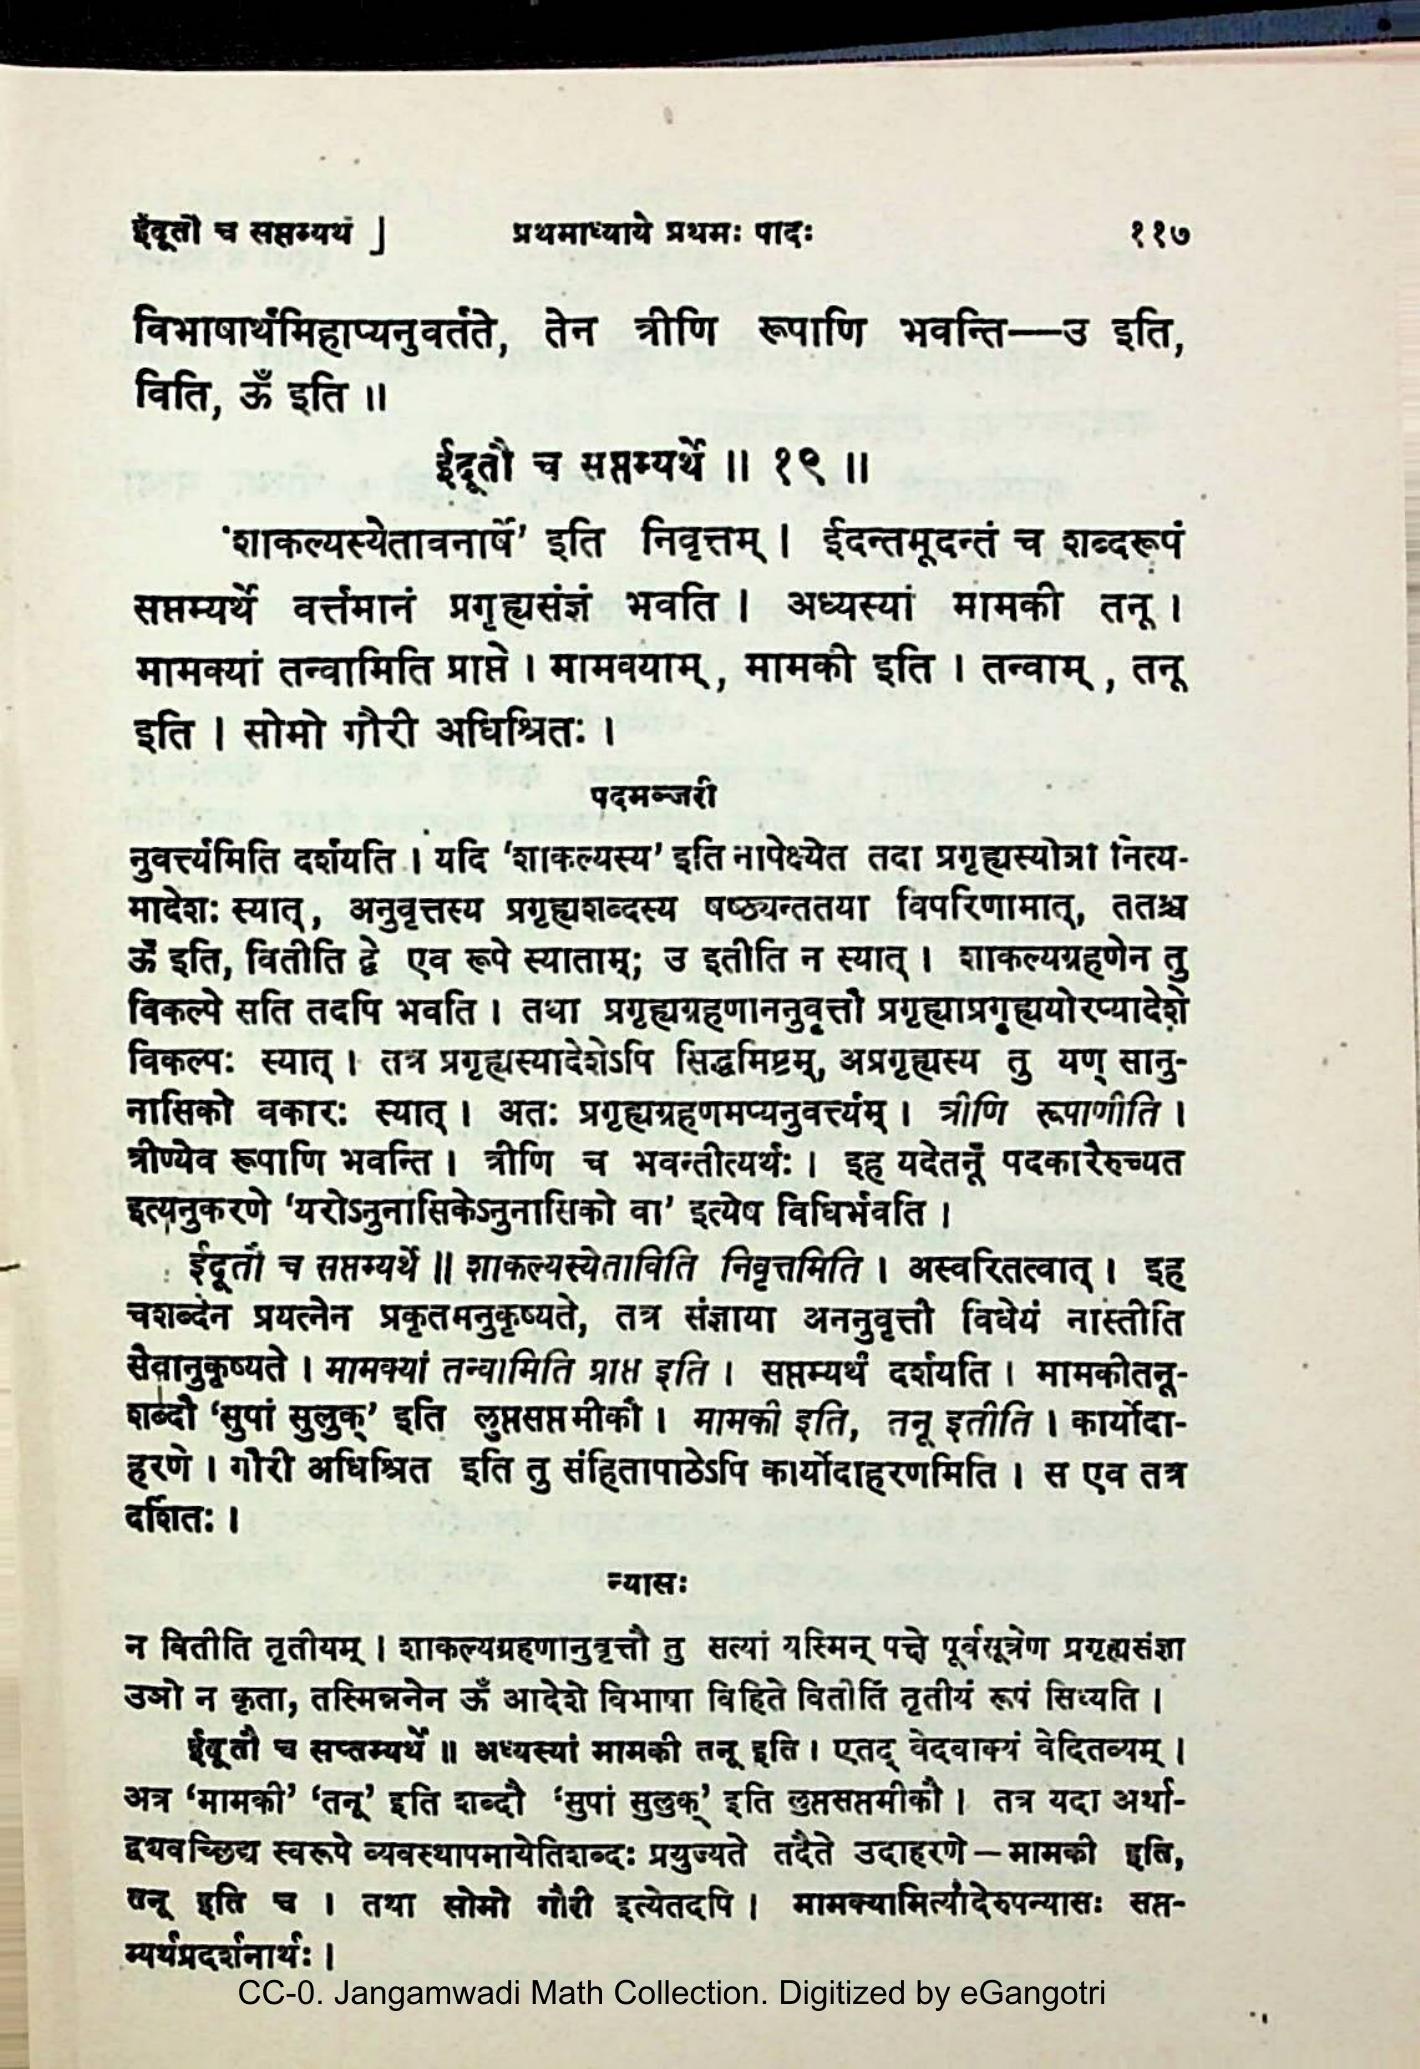 ईदूतौ च सप्तम्यर्थे ] प्रथमाध्याये प्रथमः पादः ११७
विभाषार्थमिहाप्यनुवर्तते, तेन त्रीणि रूपाणि भवन्ति—उ इति,
विति, ऊँ इति ॥
ईदूतौ च सप्तम्यर्थे ॥ १९ ॥
'शाकल्यस्येतावनार्षे' इति निवृत्तम् । ईदन्तमूदन्तं च शब्दरूपं
सप्तम्यर्थे वर्त्तमानं प्रगृह्यसंज्ञं भवति । अध्यस्यां मामकी तनू ।
मामक्यां तन्वामिति प्राप्ते । मामक्याम्, मामकी इति । तन्वाम्, तनू
इति । सोमो गौरी अधिश्रितः ।
पदमञ्जरी
नुवर्त्त्यमिति दर्शयति । यदि 'शाकल्यस्य' इति नापेक्ष्येत तदा प्रगृह्यस्योञो नित्य-
मादेशः स्यात्, अनुवृत्तस्य प्रगृह्यशब्दस्य षष्ठ्यन्ततया विपरिणामात्, ततश्च
ऊँ इति, वितीति द्वे एव रूपे स्याताम्; उ इतीति न स्यात् । शाकल्यग्रहणेन तु
विकल्पे सति तदपि भवति । तथा प्रगृह्यग्रहणाननुवृत्तौ प्रगृह्याप्रगृह्ययोरप्यादेशे
विकल्पः स्यात् । तत्र प्रगृह्यस्यादेशेऽपि सिद्धमिष्टम्, अप्रगृह्यस्य तु यण् सानु-
नासिको वकारः स्यात् । अतः प्रगृह्यग्रहणमप्यनुवर्त्त्यम् । त्रीणि रूपाणीति ।
त्रीण्येव रूपाणि भवन्ति । त्रीणि च भवन्तीत्यर्थः । इह यदेतनूँ पदकारैरुच्यत
इत्यनुकरणे 'यरोऽनुनासिकेऽनुनासिको वा' इत्येष विधिर्भवति ।
ईदूतौ च सप्तम्यर्थे ॥ शाकल्यस्येताविति निवृत्तमिति । अस्वरितत्वात् । इह
चशब्देन प्रयत्नेन प्रकृतमनुकृष्यते, तत्र संज्ञाया अननुवृत्तौ विधेयं नास्तीति
सैवानुकृष्यते । मामक्यां तन्वामिति प्राप्त इति । सप्तम्यर्थं दर्शयति । मामकीतनू-
शब्दौ 'सुपां सुलुक्' इति लुप्तसप्तमीकौ । मामकी इति, तनू इतीति । कार्योदा-
हरणे । गौरी अधिश्रित इति तु संहितापाठेऽपि कार्योदाहरणमिति । स एव तत्र
दर्शितः ।
न्यासः
न वितीति तृतीयम् । शाकल्यग्रहणानुवृत्तौ तु सत्यां यस्मिन् पक्षे पूर्वसूत्रेण प्रगृह्यसंज्ञा
उञो न कृता, तस्मिन्ननेन ऊँ आदेशे विभाषा विहिते वितीति तृतीयं रूपं सिध्यति ।
ईदूतौ च सप्तम्यर्थे ॥ अध्यस्यां मामकी तनू इति । एतद् वेदवाक्यं वेदितव्यम् ।
अत्र 'मामकी' 'तनू' इति शब्दौ 'सुपां सुलुक्' इति लुप्तसप्तमीकौ । तत्र यदा अर्था-
द्व्यवच्छिद्य स्वरूपे व्यवस्थापमायेतिशब्दः प्रयुज्यते तदैते उदाहरणे – मामकी इति,
तनू इति च । तथा सोमो गौरी इत्येतदपि । मामक्यामित्यादेरुपन्यासः सप्त-
म्यर्थप्रदर्शनार्थः ।
CC-0. Jangamwadi Math Collection. Digitized by eGangotri